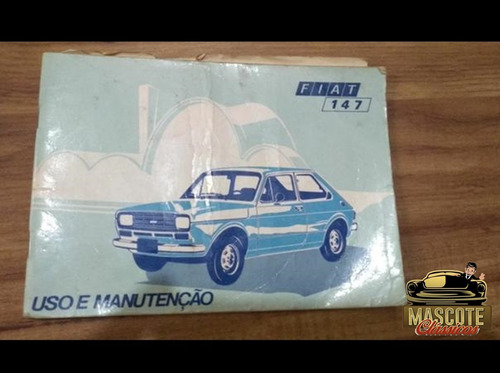 FIAT
147
USO E MANUTENÇÃO
MASCOTE
Clássicos